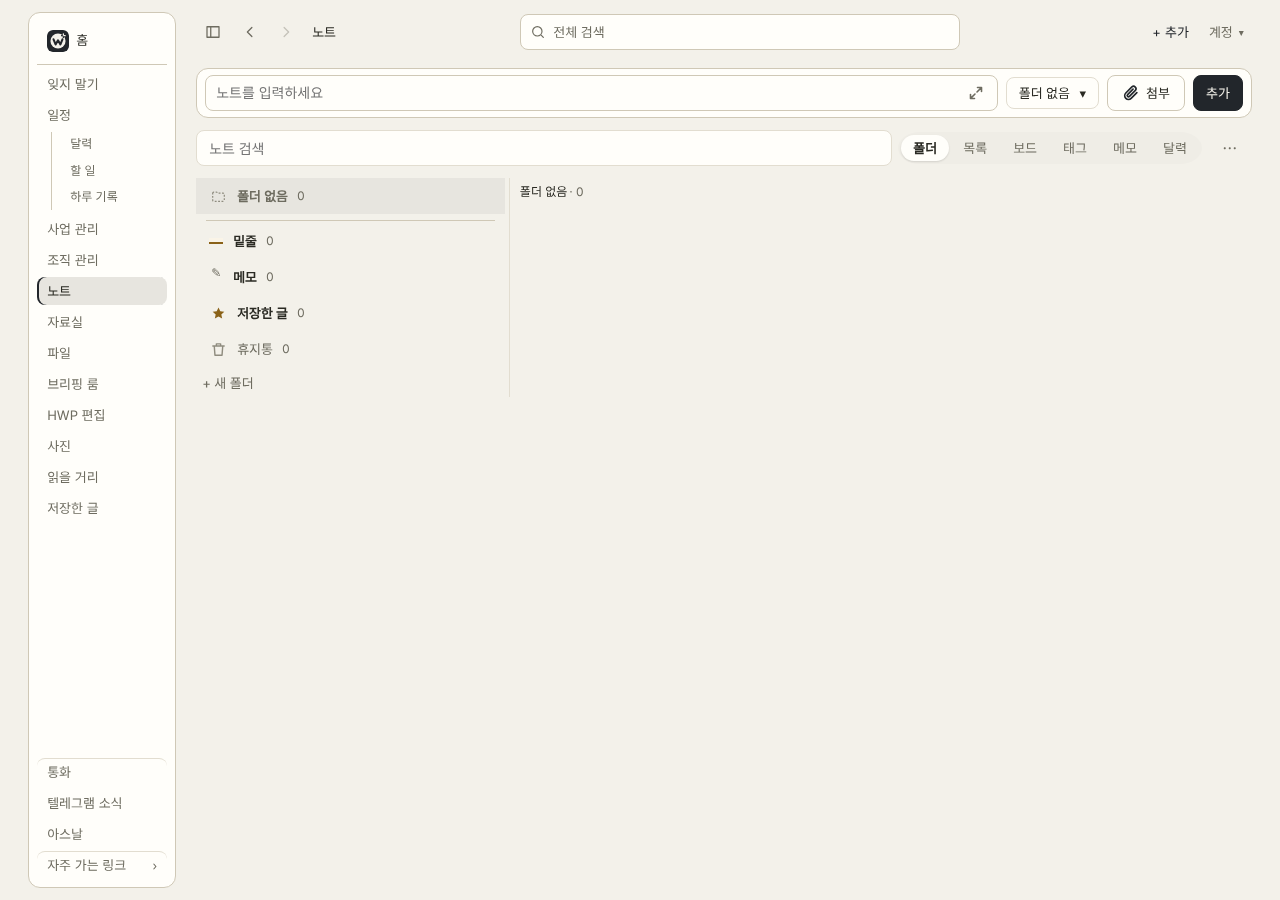 홈
잊지 말기
일정
달력
할 일
하루 기록
사업 관리
조직 관리
노트
자료실
파일
브리핑 룸
HWP 편집
사진
읽을 거리
저장한 글
통화
텔레그램 소식
아스날
자주 가는 링크 ›
노트
전체 검색
+ 추가
계정 ▾
노트를 입력하세요
폴더 없음 ▾
첨부
추가
노트 검색
폴더 목록 보드 태그 메모 달력 ⋯
폴더 없음 0
밑줄 0
메모 0
저장한 글 0
휴지통 0
+ 새 폴더
폴더 없음 · 0